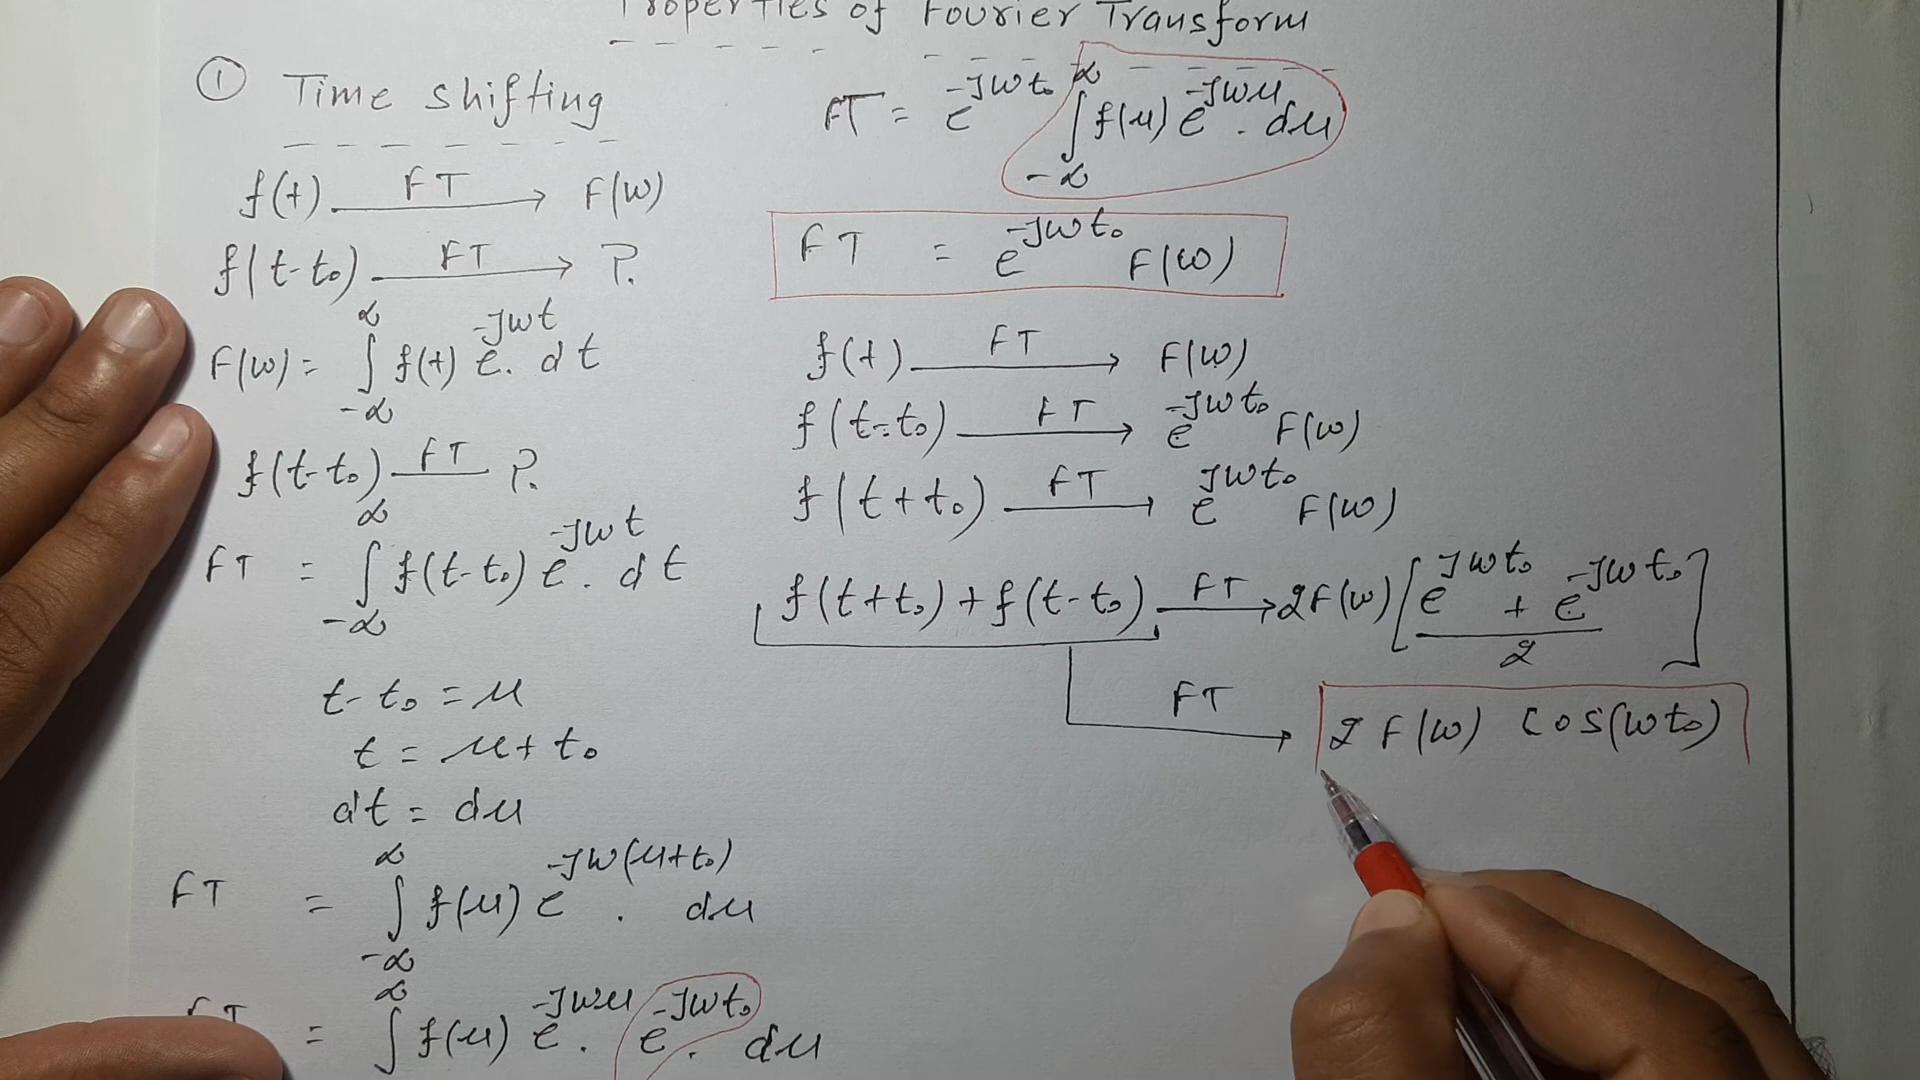 Properties of Fourier Transform
① Time shifting
f(t) FT → F(w)
f(t-t₀) FT → ?
F(w) = ∫_{-∞}^{∞} f(t) e^{-jwt} . dt
f(t-t₀) FT — ?
FT = ∫_{-∞}^{∞} f(t-t₀) e^{-jwt} . dt
t-t₀ = u
t = u+t₀
dt = du
FT = ∫_{-∞}^{∞} f(u) e^{-jw(u+t₀)} . du
FT = ∫^{∞} f(u) e^{-jwu} . e^{-jwt₀} . du
FT = e^{-jwt₀} ∫_{-∞}^{∞} f(u) e^{-jwu} . du
FT = e^{-jwt₀} F(w)
f(t) FT → F(w)
f(t-t₀) FT → e^{-jwt₀} F(w)
f(t+t₀) FT → e^{jwt₀} F(w)
f(t+t₀) + f(t-t₀) FT → 2F(w) [(e^{jwt₀} + e^{-jwt₀})/2]
FT → 2 F(w) cos(wt₀)